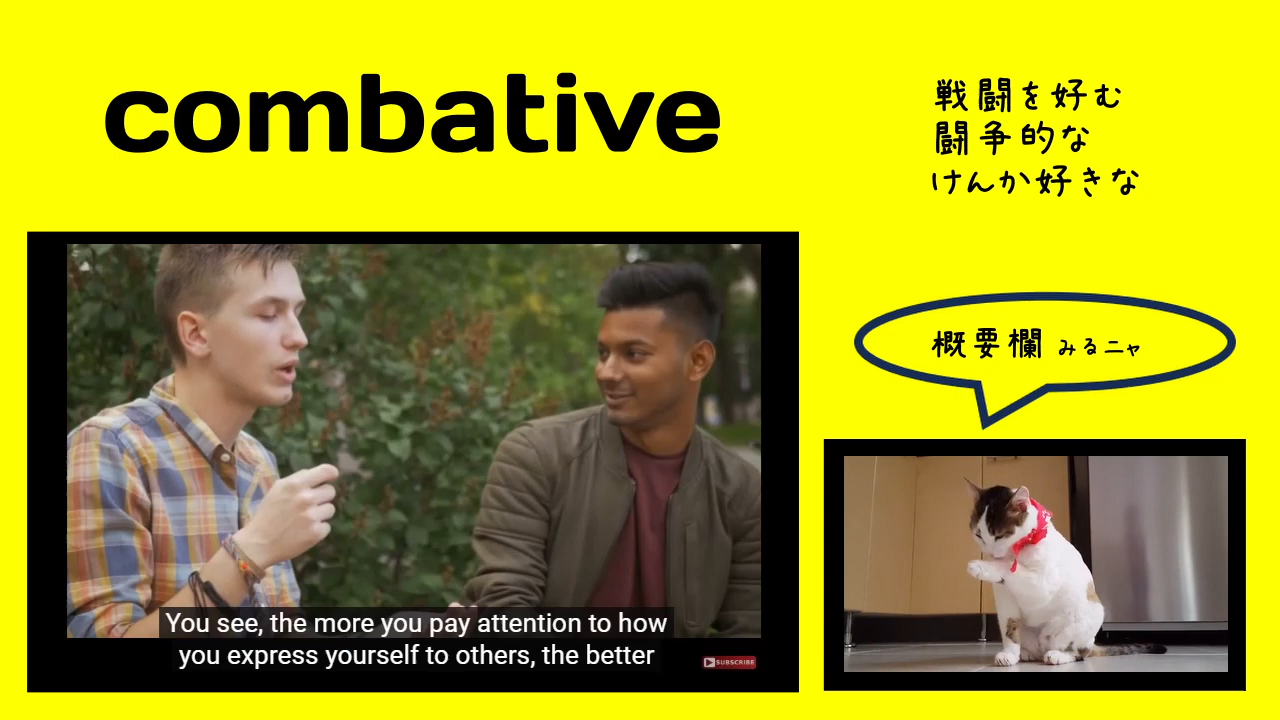 combative
戦闘を好む
闘争的な
けんか好きな
概要欄 みるニャ
You see, the more you pay attention to how
you express yourself to others, the better
SUBSCRIBE